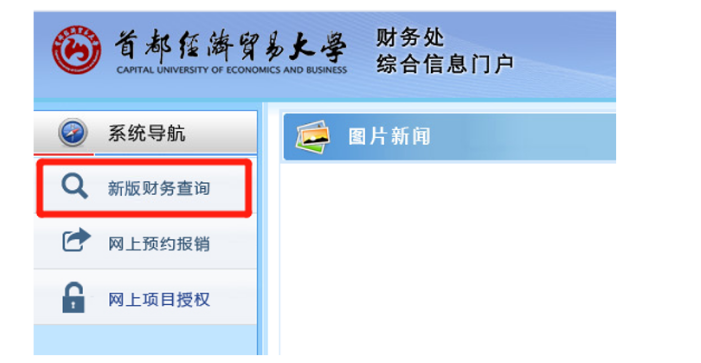 首都经济贸易大学
CAPITAL UNIVERSITY OF ECONOMICS AND BUSINESS
财务处
综合信息门户
系统导航
图片新闻
新版财务查询
网上预约报销
网上项目授权